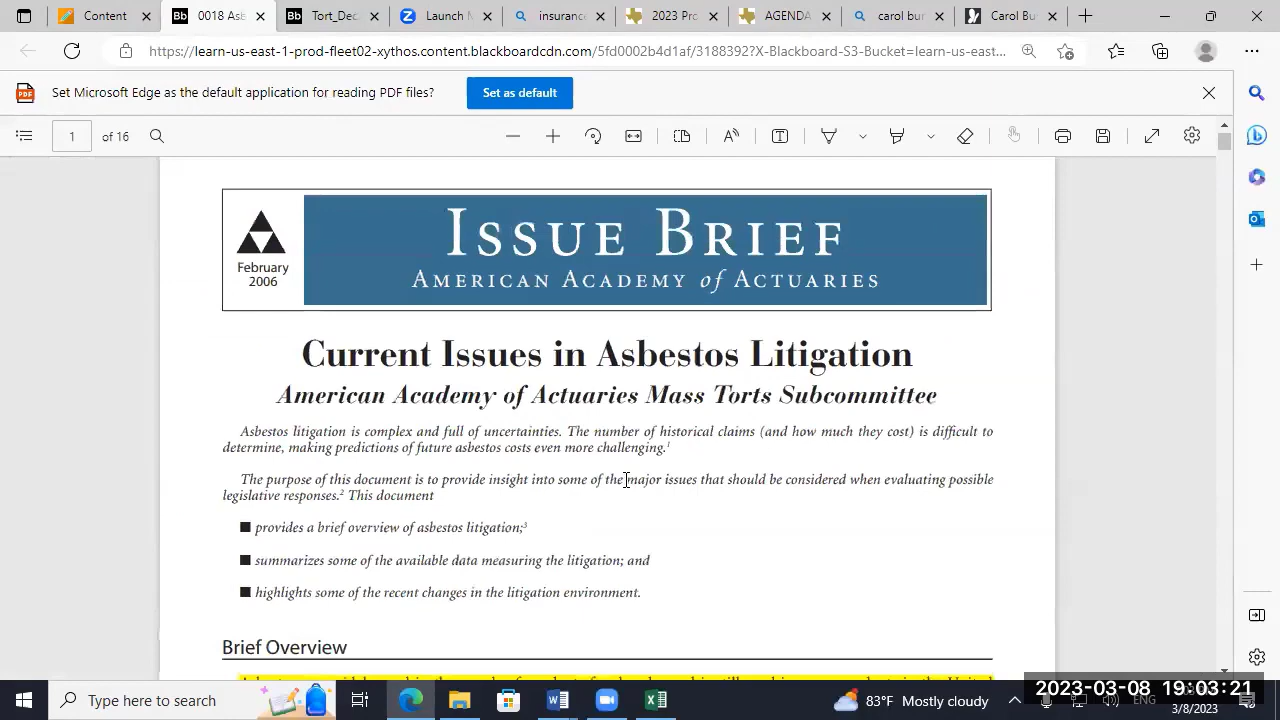 Content
0018 Asb
Tort_Dec
Launch M
insurance
2023 Pro
AGENDA
carol bur
Carol Bur
https://learn-us-east-1-prod-fleet02-xythos.content.blackboardcdn.com/5fd0002b4d1af/3188392?X-Blackboard-S3-Bucket=learn-us-east...
Set Microsoft Edge as the default application for reading PDF files?
Set as default
1 of 16
February
2006
ISSUE BRIEF
AMERICAN ACADEMY of ACTUARIES
Current Issues in Asbestos Litigation
American Academy of Actuaries Mass Torts Subcommittee
Asbestos litigation is complex and full of uncertainties. The number of historical claims (and how much they cost) is difficult to
determine, making predictions of future asbestos costs even more challenging.1
The purpose of this document is to provide insight into some of the major issues that should be considered when evaluating possible
legislative responses.2 This document
■ provides a brief overview of asbestos litigation;3
■ summarizes some of the available data measuring the litigation; and
■ highlights some of the recent changes in the litigation environment.
Brief Overview
Type here to search
83°F Mostly cloudy
ENG
2023-03-08 19:03:21
3/8/2023